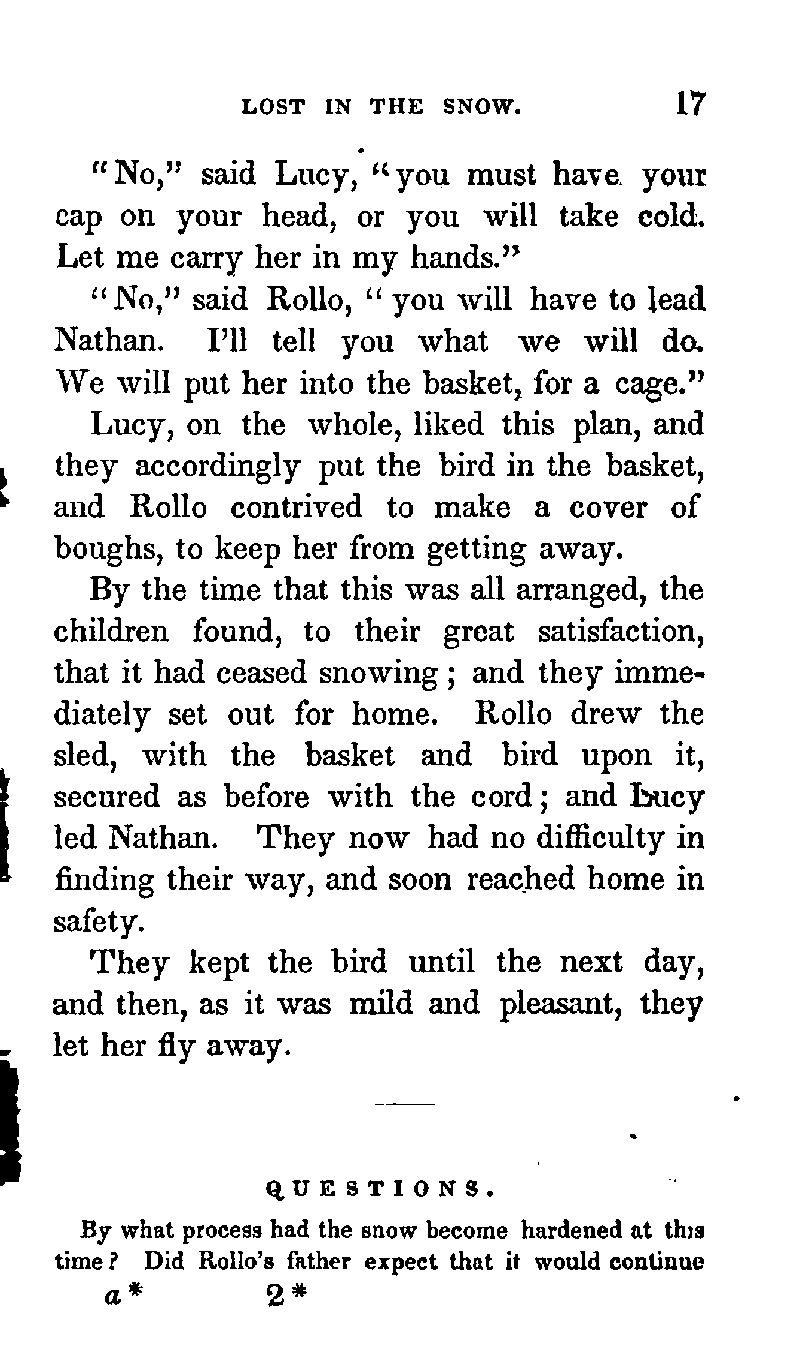 LOST IN THE SNOW. 17
"No," said Lucy, "you must have your
cap on your head, or you will take cold.
Let me carry her in my hands."
"No," said Rollo, "you will have to lead
Nathan. I'll tell you what we will do.
We will put her into the basket, for a cage."
Lucy, on the whole, liked this plan, and
they accordingly put the bird in the basket,
and Rollo contrived to make a cover of
boughs, to keep her from getting away.
By the time that this was all arranged, the
children found, to their great satisfaction,
that it had ceased snowing; and they imme-
diately set out for home. Rollo drew the
sled, with the basket and bird upon it,
secured as before with the cord; and Lucy
led Nathan. They now had no difficulty in
finding their way, and soon reached home in
safety.
They kept the bird until the next day,
and then, as it was mild and pleasant, they
let her fly away.
QUESTIONS.
By what process had the snow become hardened at this
time? Did Rollo's father expect that it would continue
a* 2*